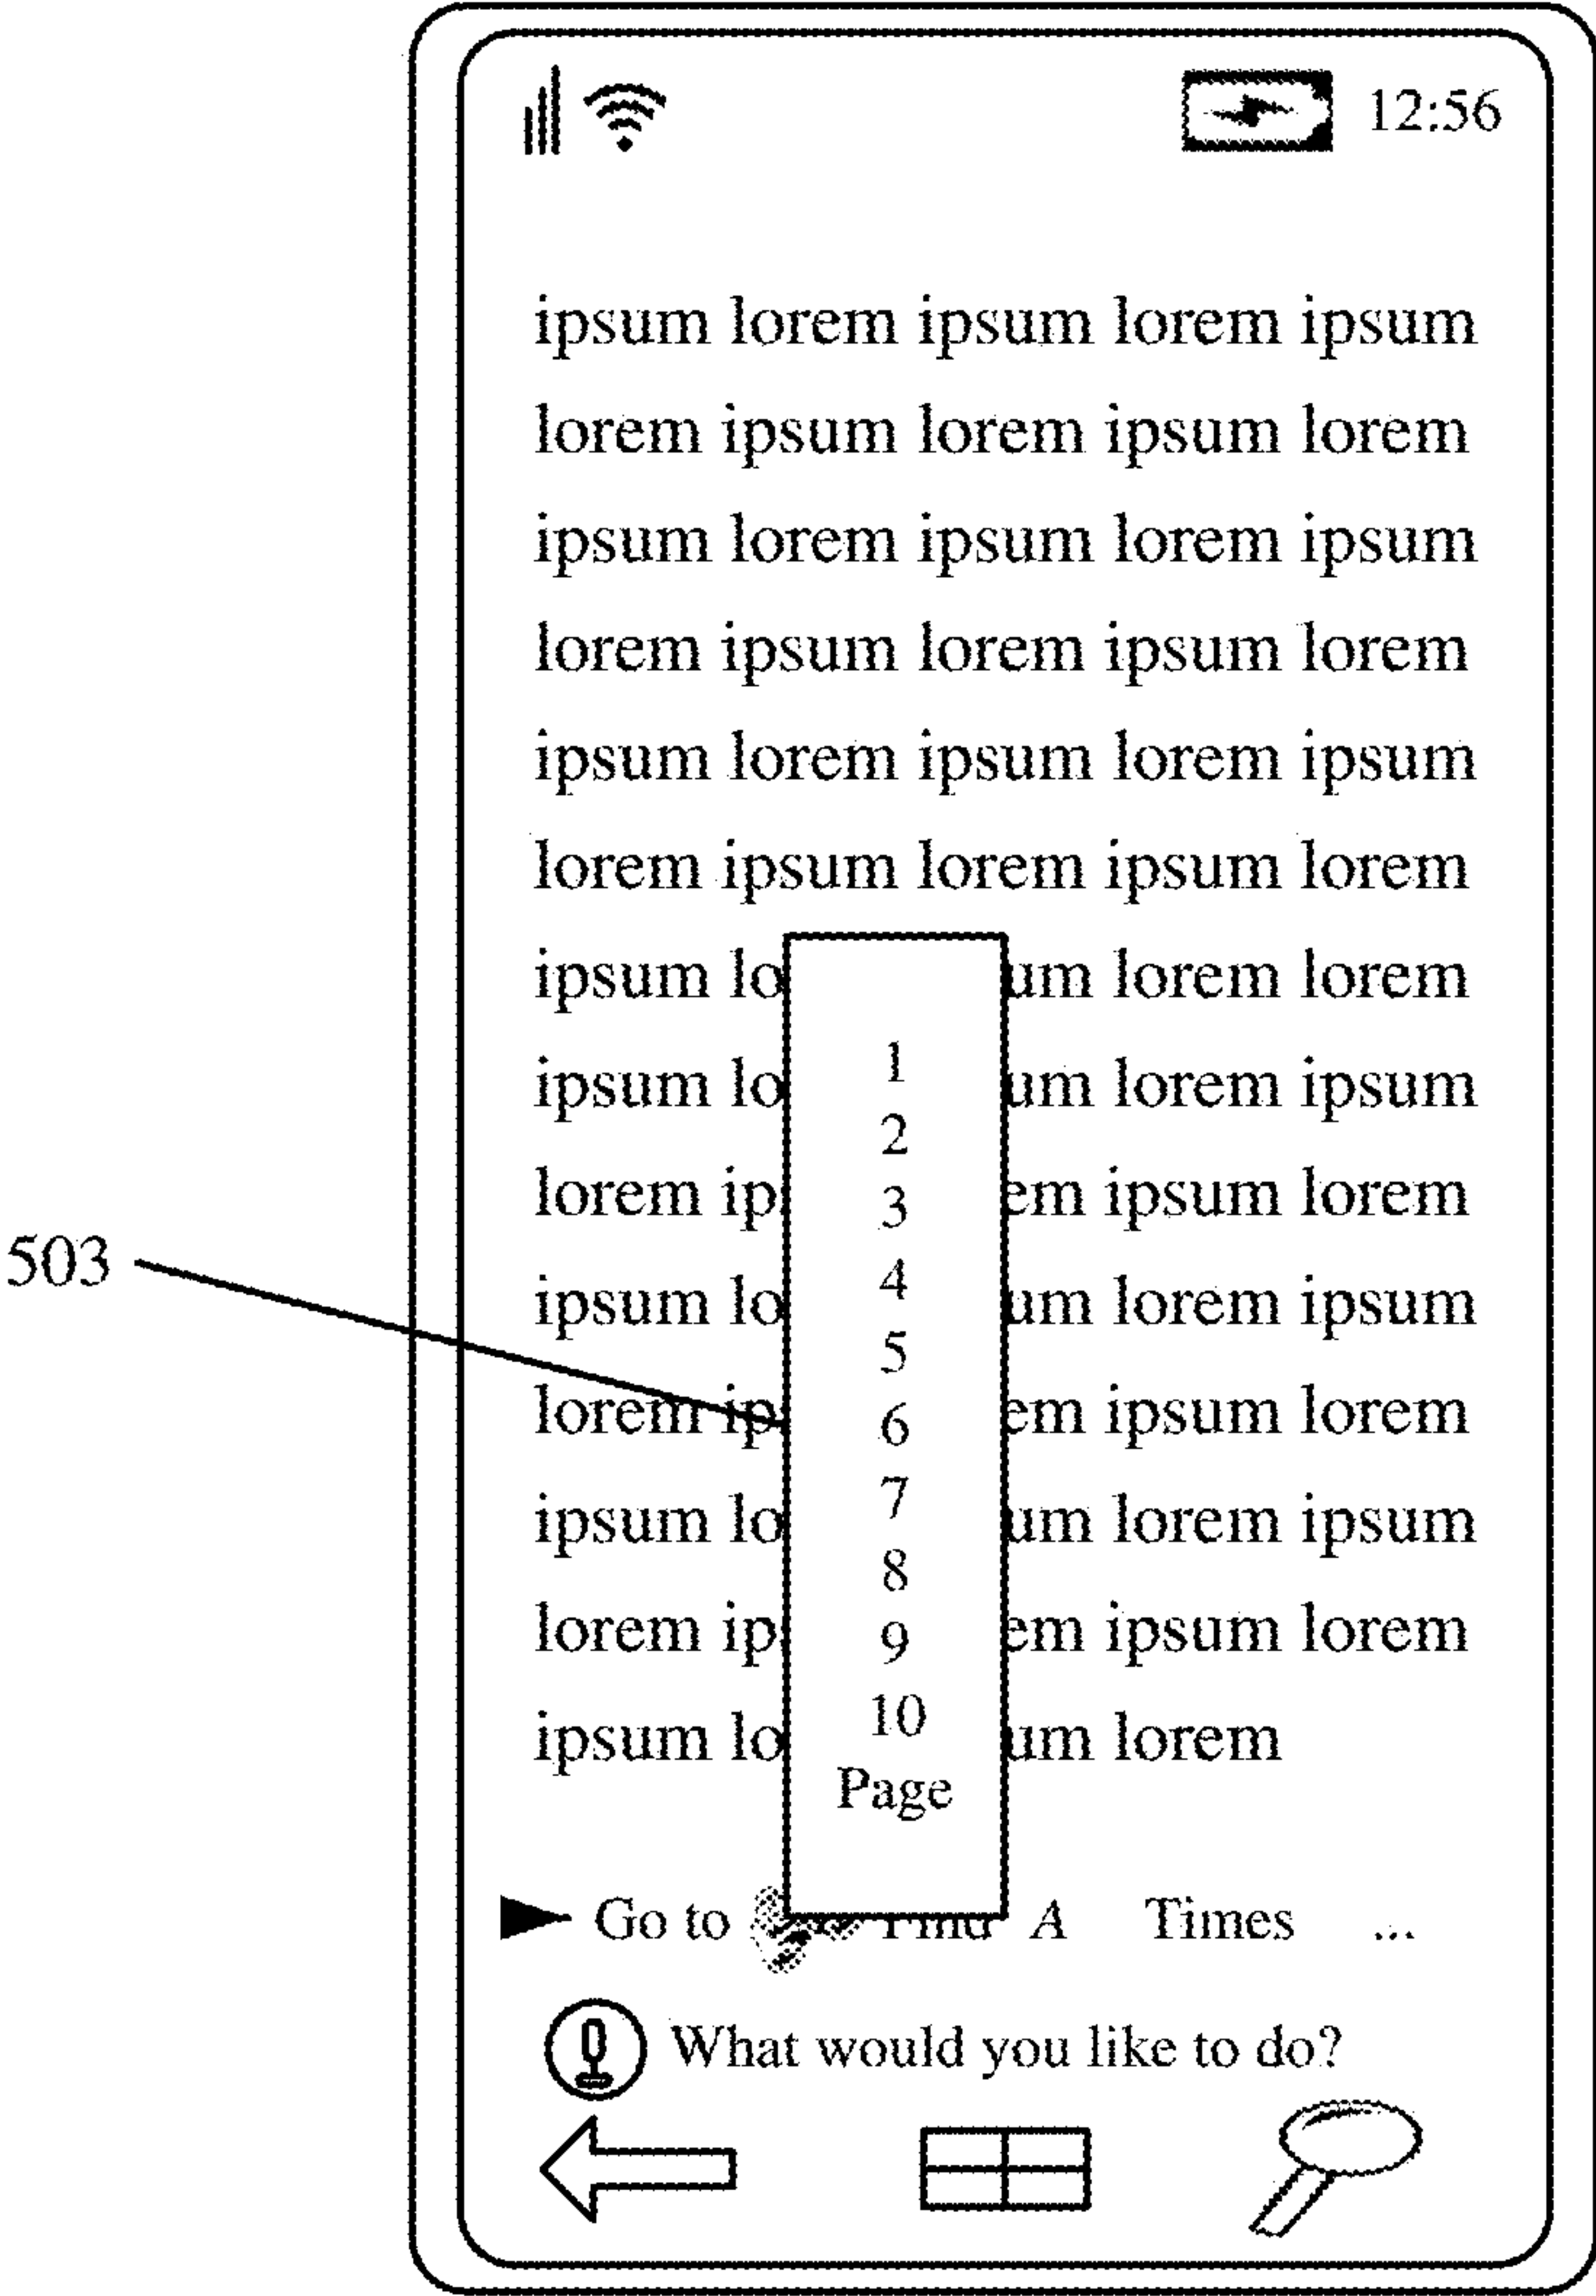 12:56
ipsum lorem ipsum lorem ipsum
lorem ipsum lorem ipsum lorem
ipsum lorem ipsum lorem ipsum
lorem ipsum lorem ipsum lorem
ipsum lorem ipsum lorem ipsum
lorem ipsum lorem ipsum lorem
ipsum lo um lorem lorem
1
ipsum lo um lorem ipsum
2
lorem ip em ipsum lorem
3
503
4
ipsum lo um lorem ipsum
5
lorem ip em ipsum lorem
6
7
ipsum lo um lorem ipsum
8
lorem ip em ipsum lorem
9
10
ipsum lo um lorem
Page
Go to A Times ...
What would you like to do?